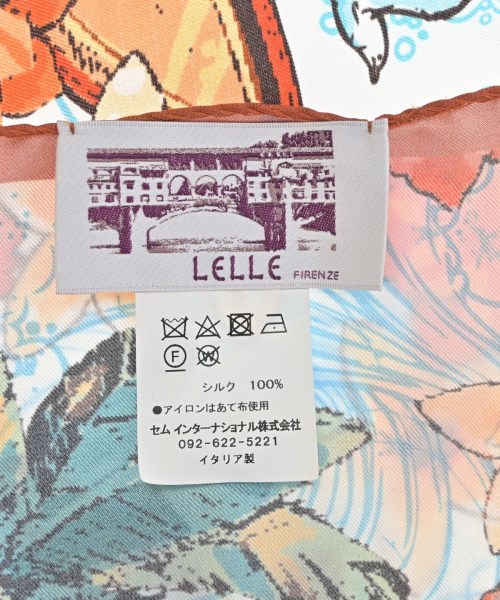 LELLE FIRENZE
F W
シルク 100%
●アイロンはあて布使用
セム インターナショナル株式会社
092-622-5221
イタリア製